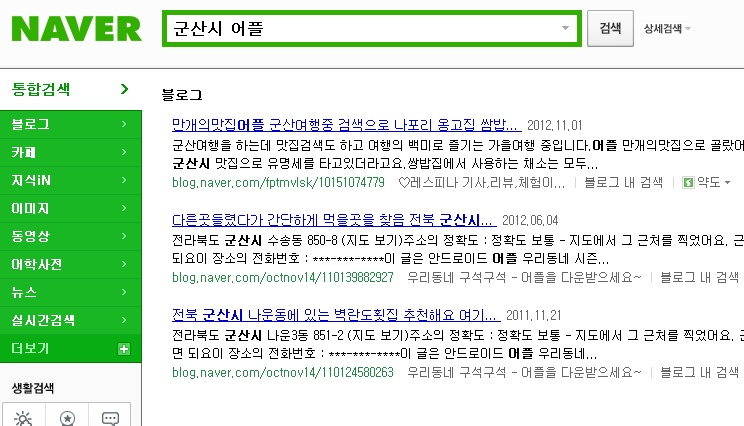 NAVER
군산시 어플
검색
상세검색
통합검색
블로그
카페
지식iN
이미지
동영상
어학사전
뉴스
실시간검색
더보기
생활검색
블로그
만개의맛집어플 군산여행중 검색으로 나포리 옹고집 쌈밥... 2012.11.01
군산여행을 하는데 맛집검색도 하고 여행의 백미로 즐기는 가을여행 중입니다.어플 만개의맛집으로 골랐어
군산시 맛집으로 유명세를 타고있더라고요.쌈밥집에서 사용하는 채소는 모두...
blog.naver.com/fptmvlsk/10151074779 ♡레스피나 기사,리뷰,체험이... | 블로그 내 검색 | 약도
다른곳들렸다가 간단하게 먹을곳을 찾음 전북 군산시... 2012.06.04
전라북도 군산시 수송동 850-8 (지도 보기)주소의 정확도 : 정확도 보통 - 지도에서 그 근처를 찍었어요. 근
되요이 장소의 전화번호 : ***-***-****이 글은 안드로이드 어플 우리동네 시즌...
blog.naver.com/octnov14/110139882927 우리동네 구석구석 - 어플을 다운받으세요~ | 블로그 내 검색
전북 군산시 나운동에 있는 벽란도횟집 추천해요 여기... 2011.11.21
전라북도 군산시 나운3동 851-2 (지도 보기)주소의 정확도 : 정확도 보통 - 지도에서 그 근처를 찍었어요.
면 되요이 장소의 전화번호 : ***-***-****이 글은 안드로이드 어플 우리동네...
blog.naver.com/octnov14/110124580263 우리동네 구석구석 - 어플을 다운받으세요~ | 블로그 내 검색